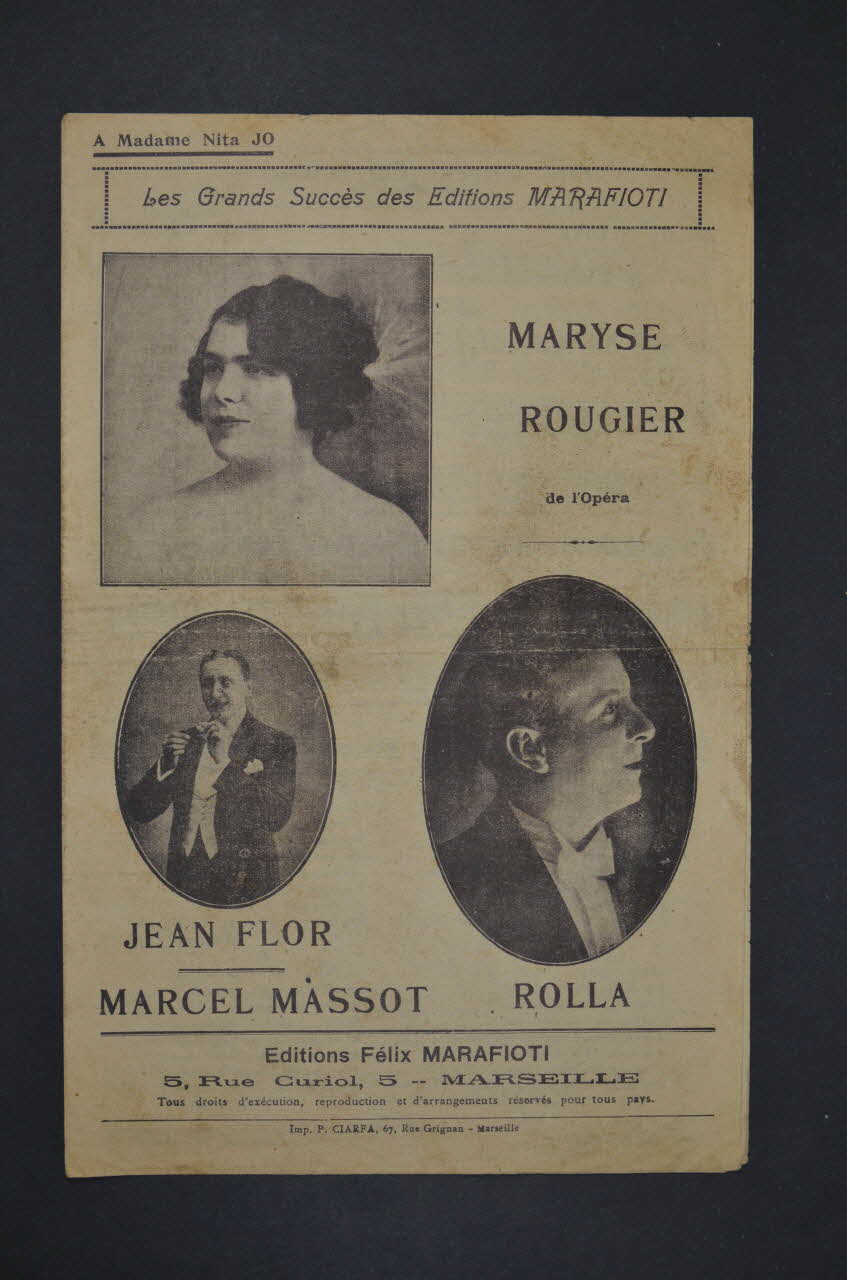 A Madame Nita JO
Les Grands Succès des Editions MARAFIOTI
MARYSE
ROUGIER
de l'Opéra
JEAN FLOR
MARCEL MASSOT
ROLLA
Editions Félix MARAFIOTI
5, Rue Curiol, 5 -- MARSEILLE
Tous droits d'exécution, reproduction et d'arrangements réservés pour tous pays.
Imp. P. CIARFA, 67, Rue Grignan - Marseille